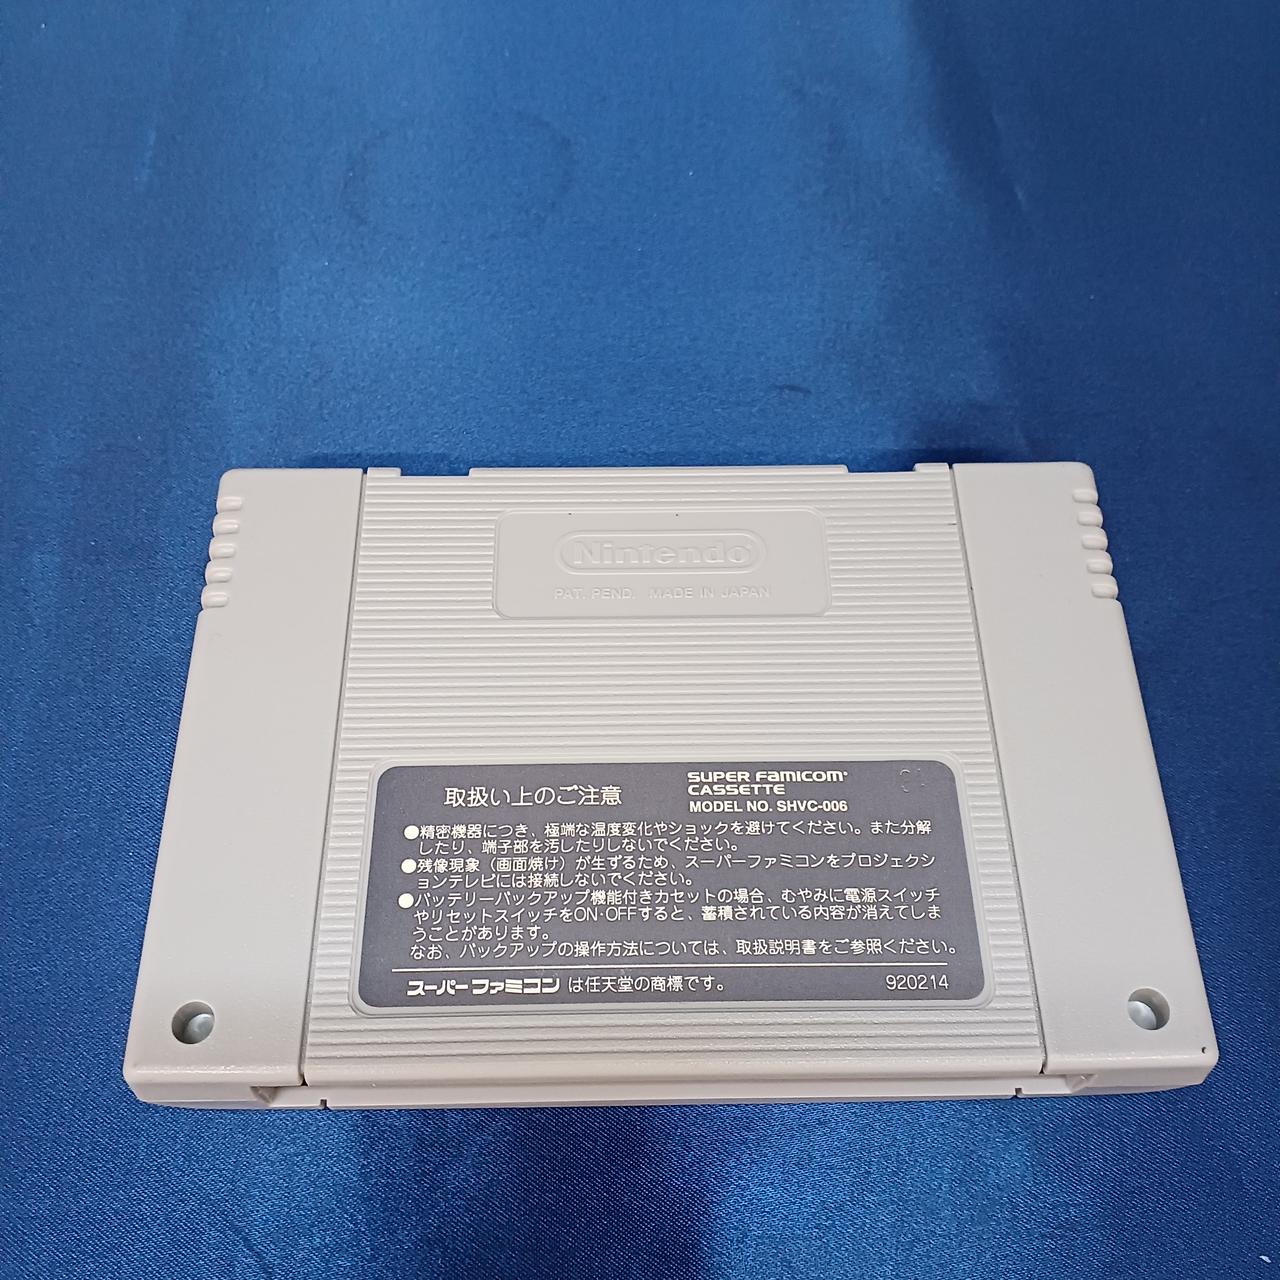 Nintendo
PAT. PEND. MADE IN JAPAN
取扱い上のご注意
SUPER FAMICOM®
CASSETTE
MODEL NO. SHVC-006
●精密機器につき、極端な温度変化やショックを避けてください。また分解
したり、端子部を汚したりしないでください。
●残像現象（画面焼け）が生ずるため、スーパーファミコンをプロジェクシ
ョンテレビには接続しないでください。
●バッテリーバックアップ機能付きカセットの場合、むやみに電源スイッチ
やリセットスイッチをON・OFFすると、蓄積されている内容が消えてしま
うことがあります。
なお、バックアップの操作方法については、取扱説明書をご参照ください。
スーパーファミコン は任天堂の商標です。
920214